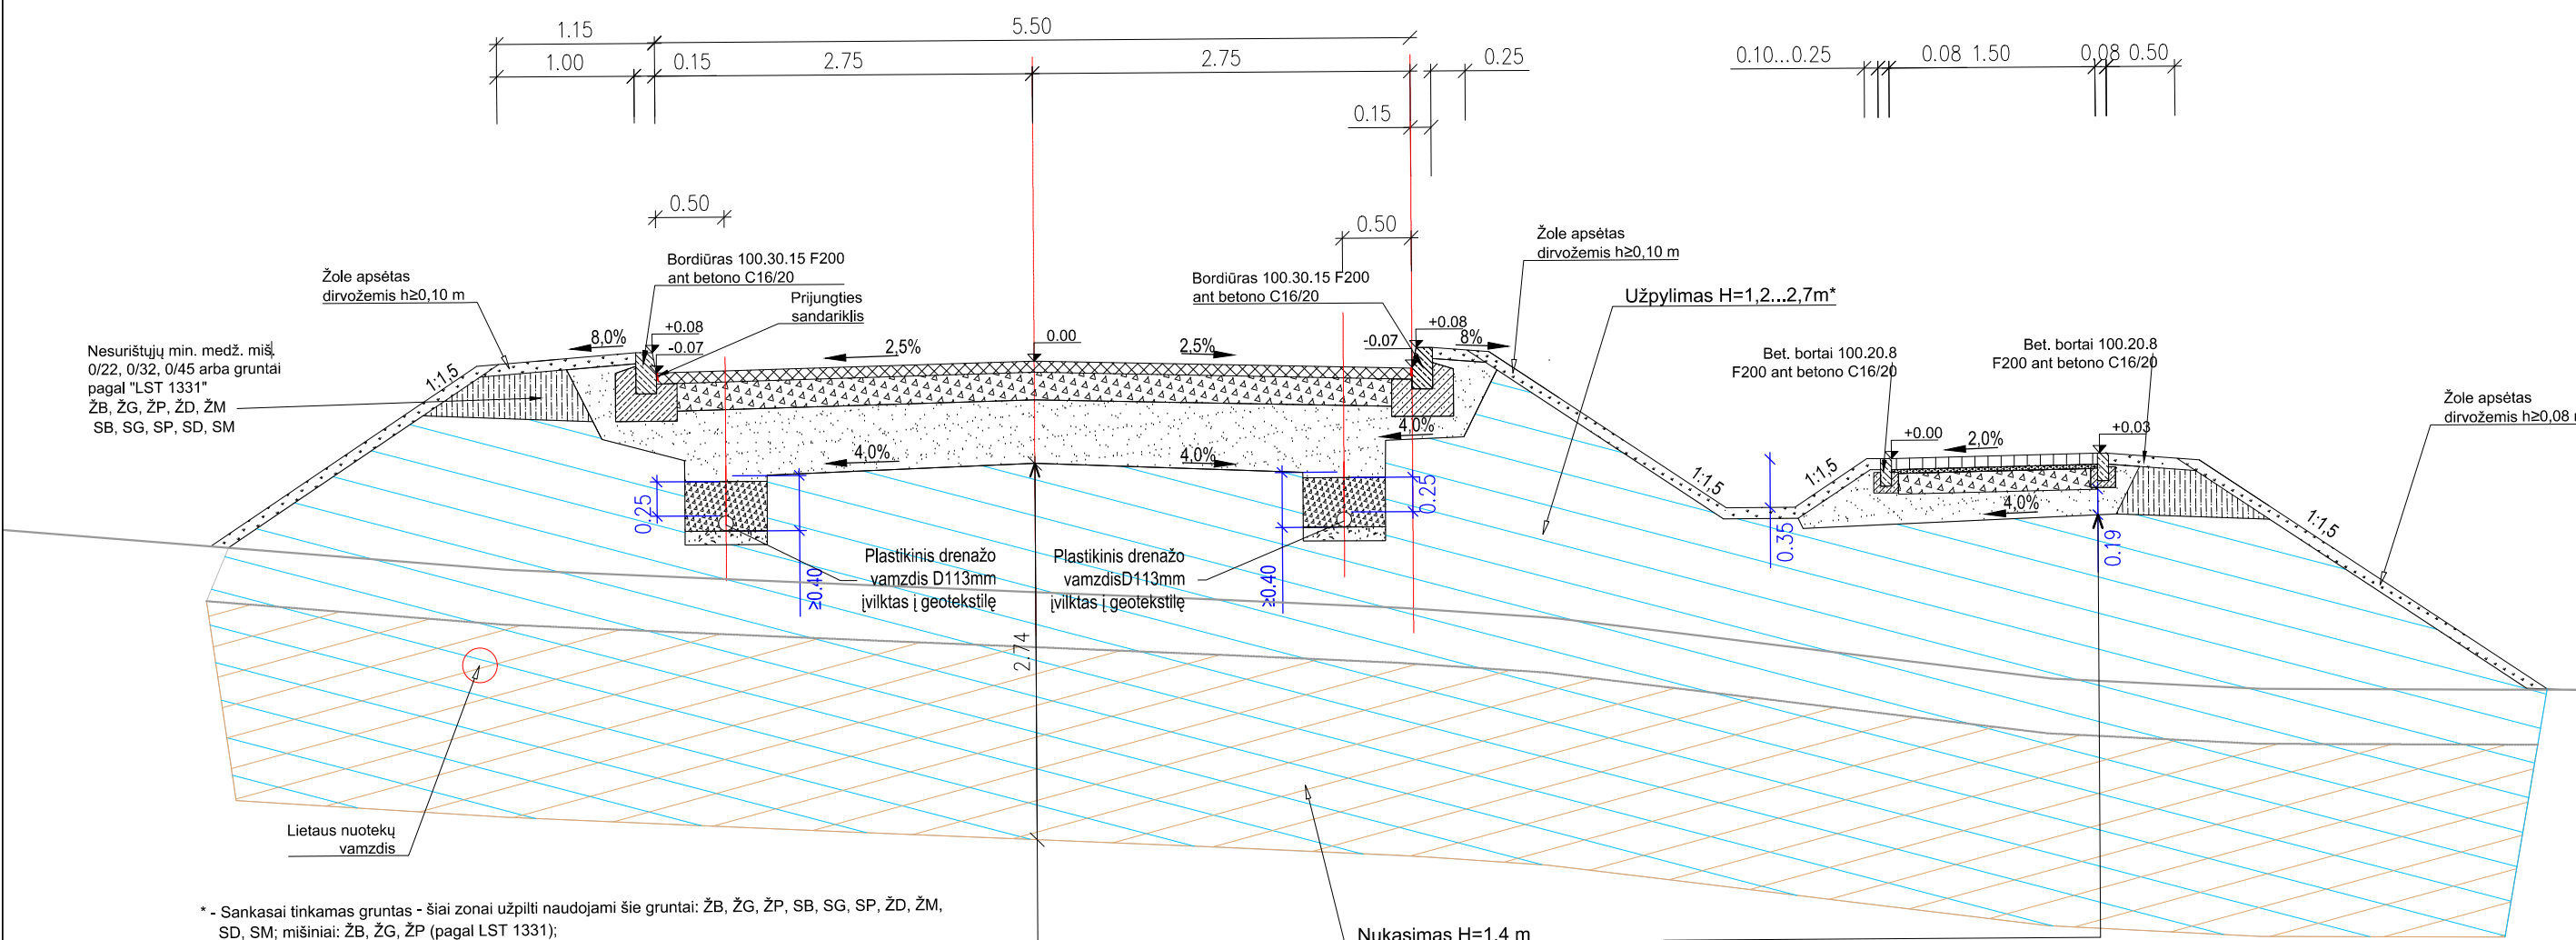 1.15
5.50
1.00
0.15
2.75
2.75
0.25
0.15
0.10...0.25
0.08 1.50
0.08 0.50
0.50
0.50
Žole apsėtas
dirvožemis h≥0,10 m
Bordiūras 100.30.15 F200
ant betono C16/20
Prijungties
sandariklis
Bordiūras 100.30.15 F200
ant betono C16/20
Žole apsėtas
dirvožemis h≥0,10 m
Užpylimas H=1,2...2,7m*
Nesurištųjų min. medž. miš.
0/22, 0/32, 0/45 arba gruntai
pagal "LST 1331"
ŽB, ŽG, ŽP, ŽD, ŽM
SB, SG, SP, SD, SM
1:1,5
8,0%
+0.08
-0.07
2,5%
0.00
2,5%
-0.07
+0.08
8%
Bet. bortai 100.20.8
F200 ant betono C16/20
Bet. bortai 100.20.8
F200 ant betono C16/20
Žole apsėtas
dirvožemis h≥0,08 m
4,0%
4,0%
4,0%
1:1,5
1:1,5
+0.00
2,0%
+0.03
4,0%
1:1,5
0.25
≥0.40
≥0.40
0.25
0.35
0.19
Plastikinis drenažo
vamzdis D113mm
įvilktas į geotekstilę
Plastikinis drenažo
vamzdisD113mm
įvilktas į geotekstilę
2.74
Lietaus nuotekų
vamzdis
* - Sankasai tinkamas gruntas - šiai zonai užpilti naudojami šie gruntai: ŽB, ŽG, ŽP, SB, SG, SP, ŽD, ŽM,
SD, SM; mišiniai: ŽB, ŽG, ŽP (pagal LST 1331);
Nukasimas H=1,4 m